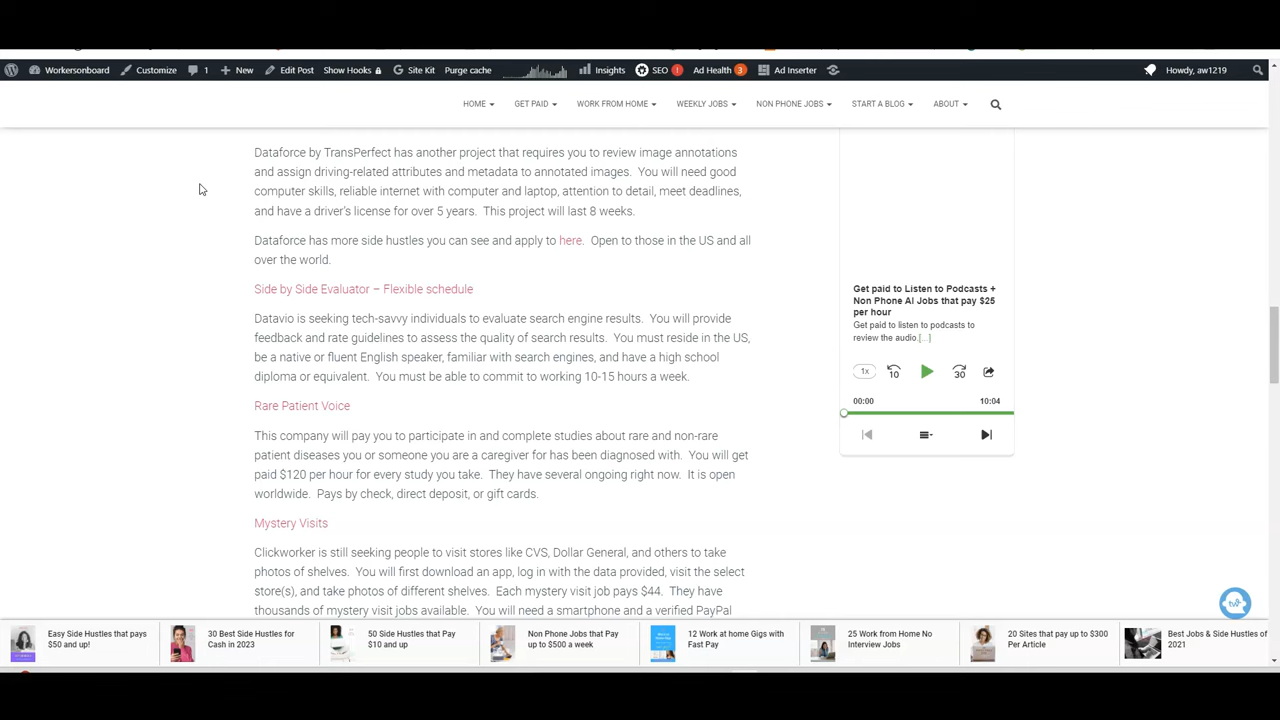 Workersonboard Customize 1 New Edit Post Show Hooks Site Kit Purge cache Insights SEO ! Ad Health 3 Ad Inserter Howdy, aw1219
HOME GET PAID WORK FROM HOME WEEKLY JOBS NON PHONE JOBS START A BLOG ABOUT
Dataforce by TransPerfect has another project that requires you to review image annotations
and assign driving-related attributes and metadata to annotated images. You will need good
computer skills, reliable internet with computer and laptop, attention to detail, meet deadlines,
and have a driver's license for over 5 years. This project will last 8 weeks.
Dataforce has more side hustles you can see and apply to here. Open to those in the US and all
over the world.
Side by Side Evaluator – Flexible schedule
Datavio is seeking tech-savvy individuals to evaluate search engine results. You will provide
feedback and rate guidelines to assess the quality of search results. You must reside in the US,
be a native or fluent English speaker, familiar with search engines, and have a high school
diploma or equivalent. You must be able to commit to working 10-15 hours a week.
Rare Patient Voice
This company will pay you to participate in and complete studies about rare and non-rare
patient diseases you or someone you are a caregiver for has been diagnosed with. You will get
paid $120 per hour for every study you take. They have several ongoing right now. It is open
worldwide. Pays by check, direct deposit, or gift cards.
Mystery Visits
Clickworker is still seeking people to visit stores like CVS, Dollar General, and others to take
photos of shelves. You will first download an app, log in with the data provided, visit the select
store(s), and take photos of different shelves. Each mystery visit job pays $44. They have
thousands of mystery visit jobs available. You will need a smartphone and a verified PayPal
Get paid to Listen to Podcasts +
Non Phone AI Jobs that pay $25
per hour
Get paid to listen to podcasts to
review the audio.[...]
1x 10 30
00:00 10:04
Easy Side Hustles that pays
$50 and up!
30 Best Side Hustles for
Cash in 2023
50 Side Hustles that Pay
$10 and up
Non Phone Jobs that Pay
up to $500 a week
12 Work at home Gigs with
Fast Pay
25 Work from Home No
Interview Jobs
20 Sites that pay up to $300
Per Article
Best Jobs & Side Hustles of
2021